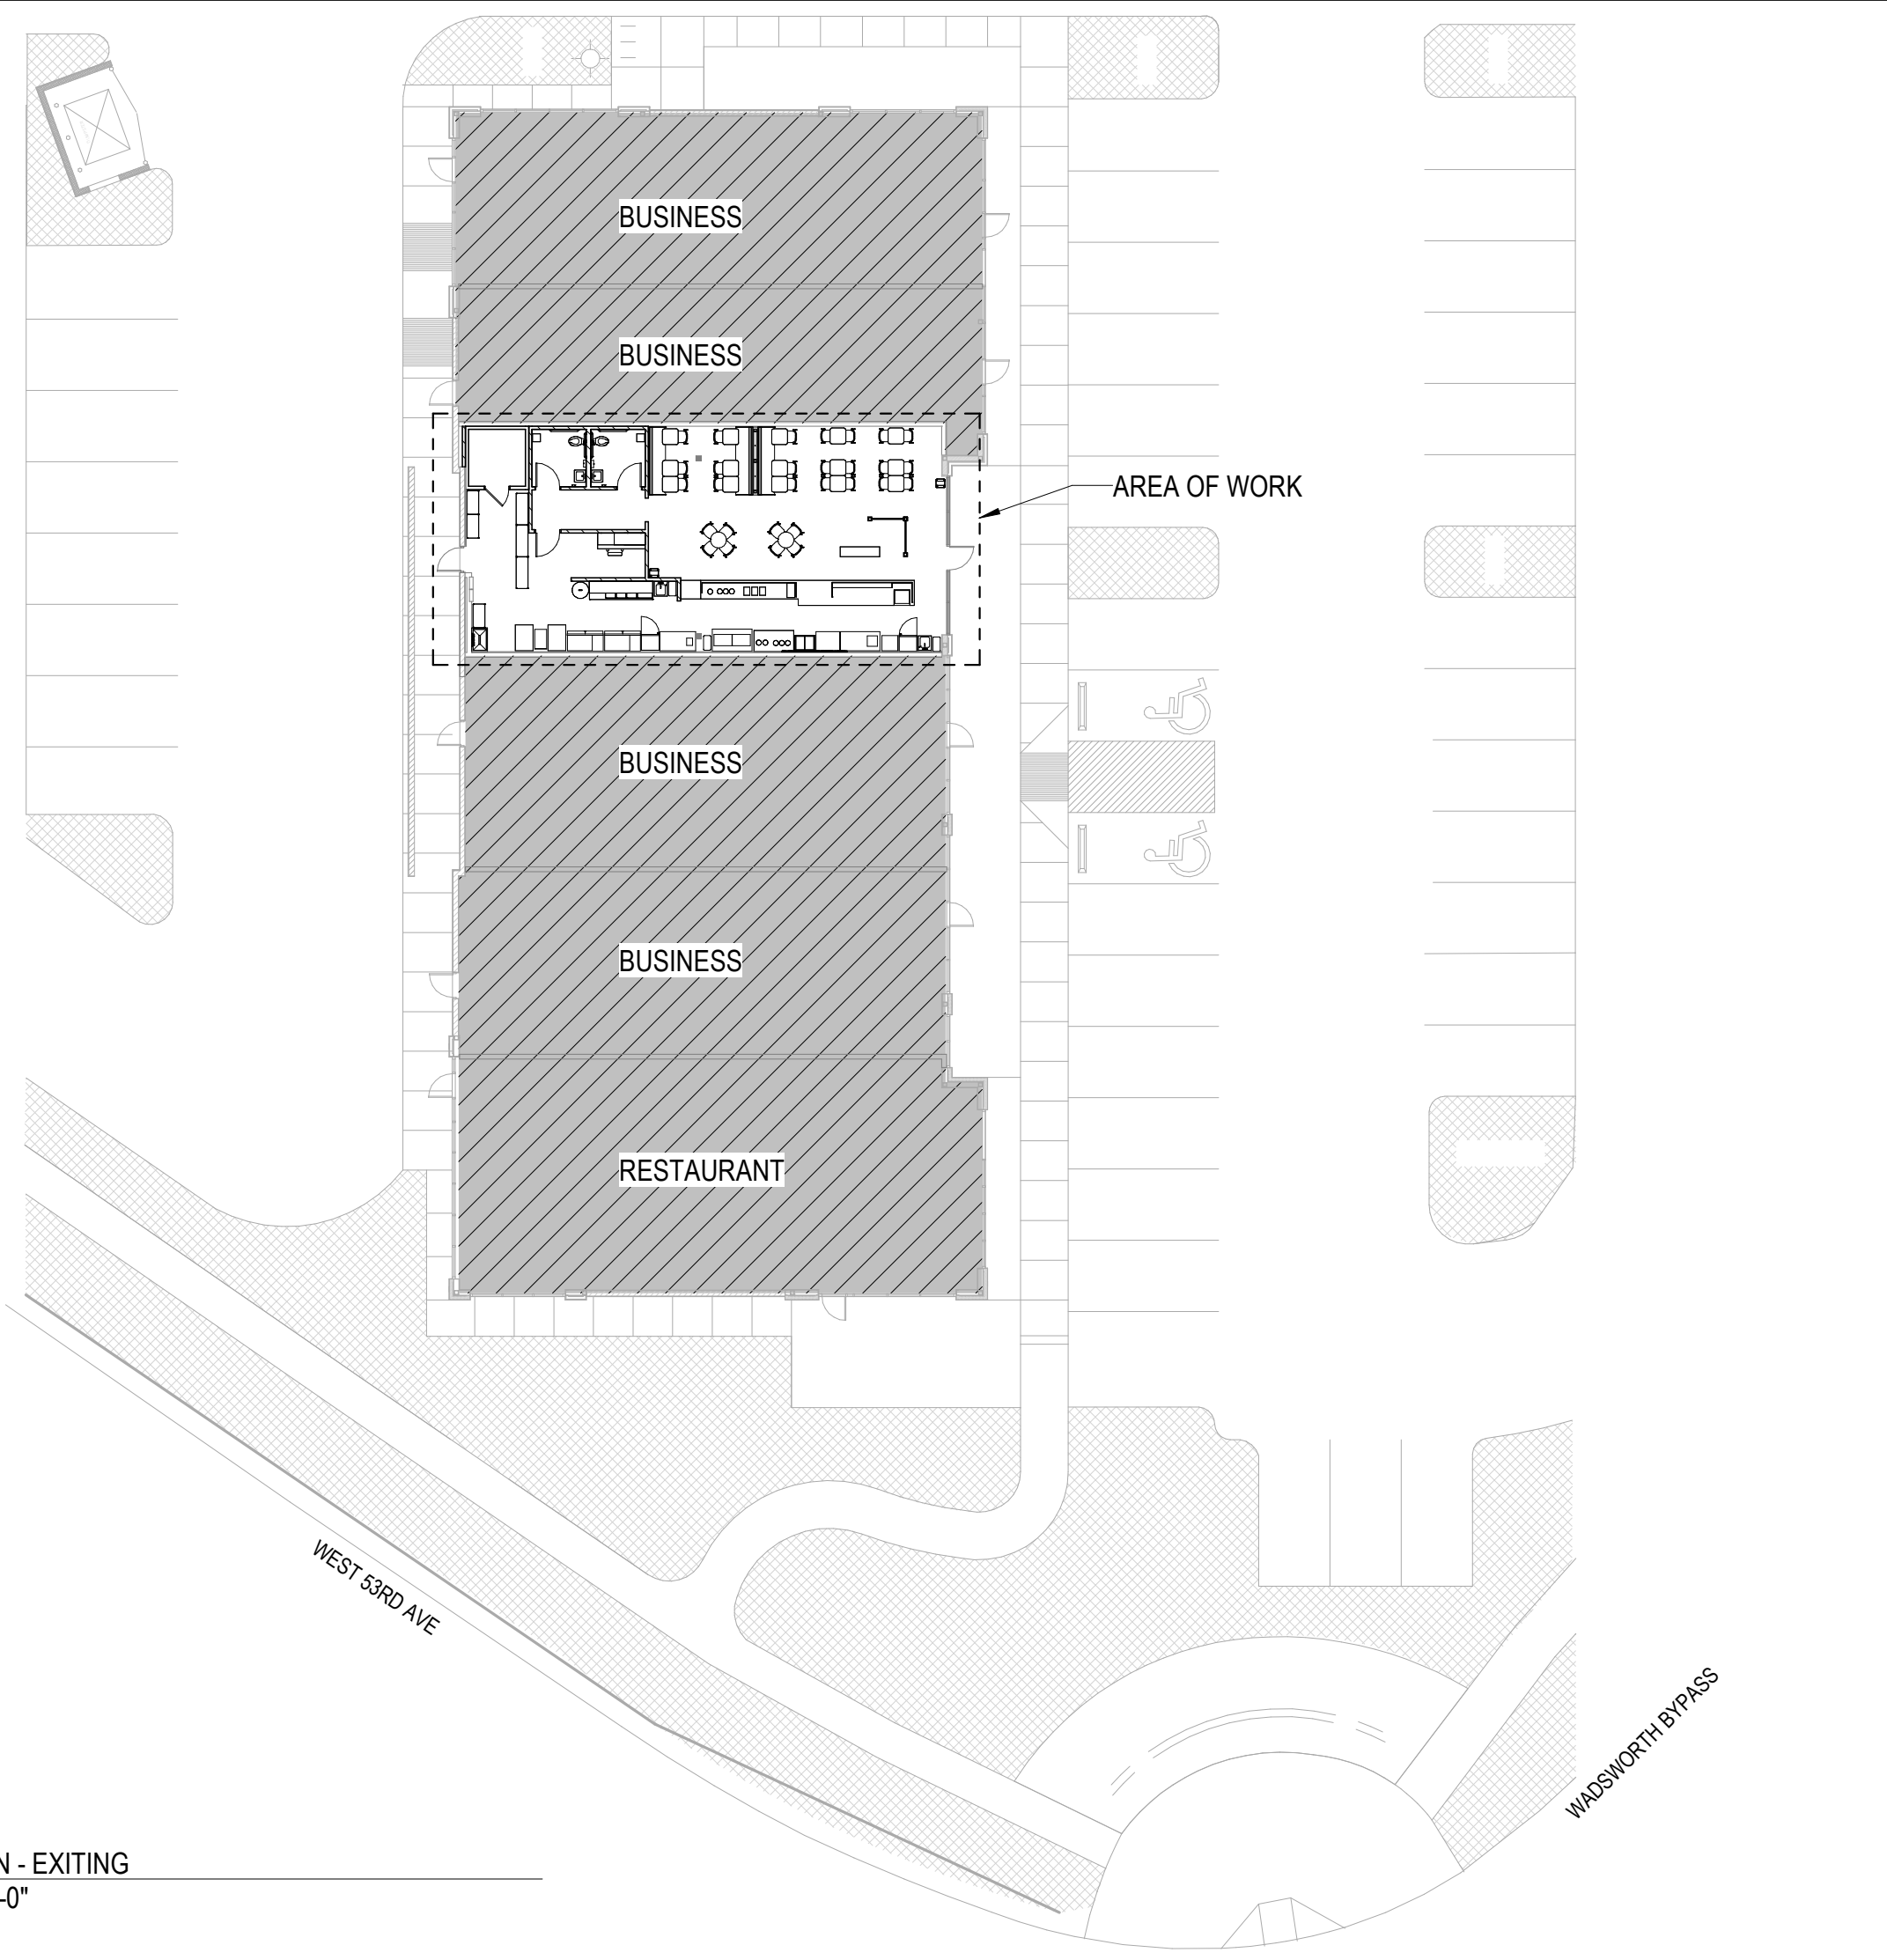 BUSINESS
BUSINESS
AREA OF WORK
BUSINESS
BUSINESS
RESTAURANT
WEST 53RD AVE
WADSWORTH BYPASS
N - EXITING
-0"